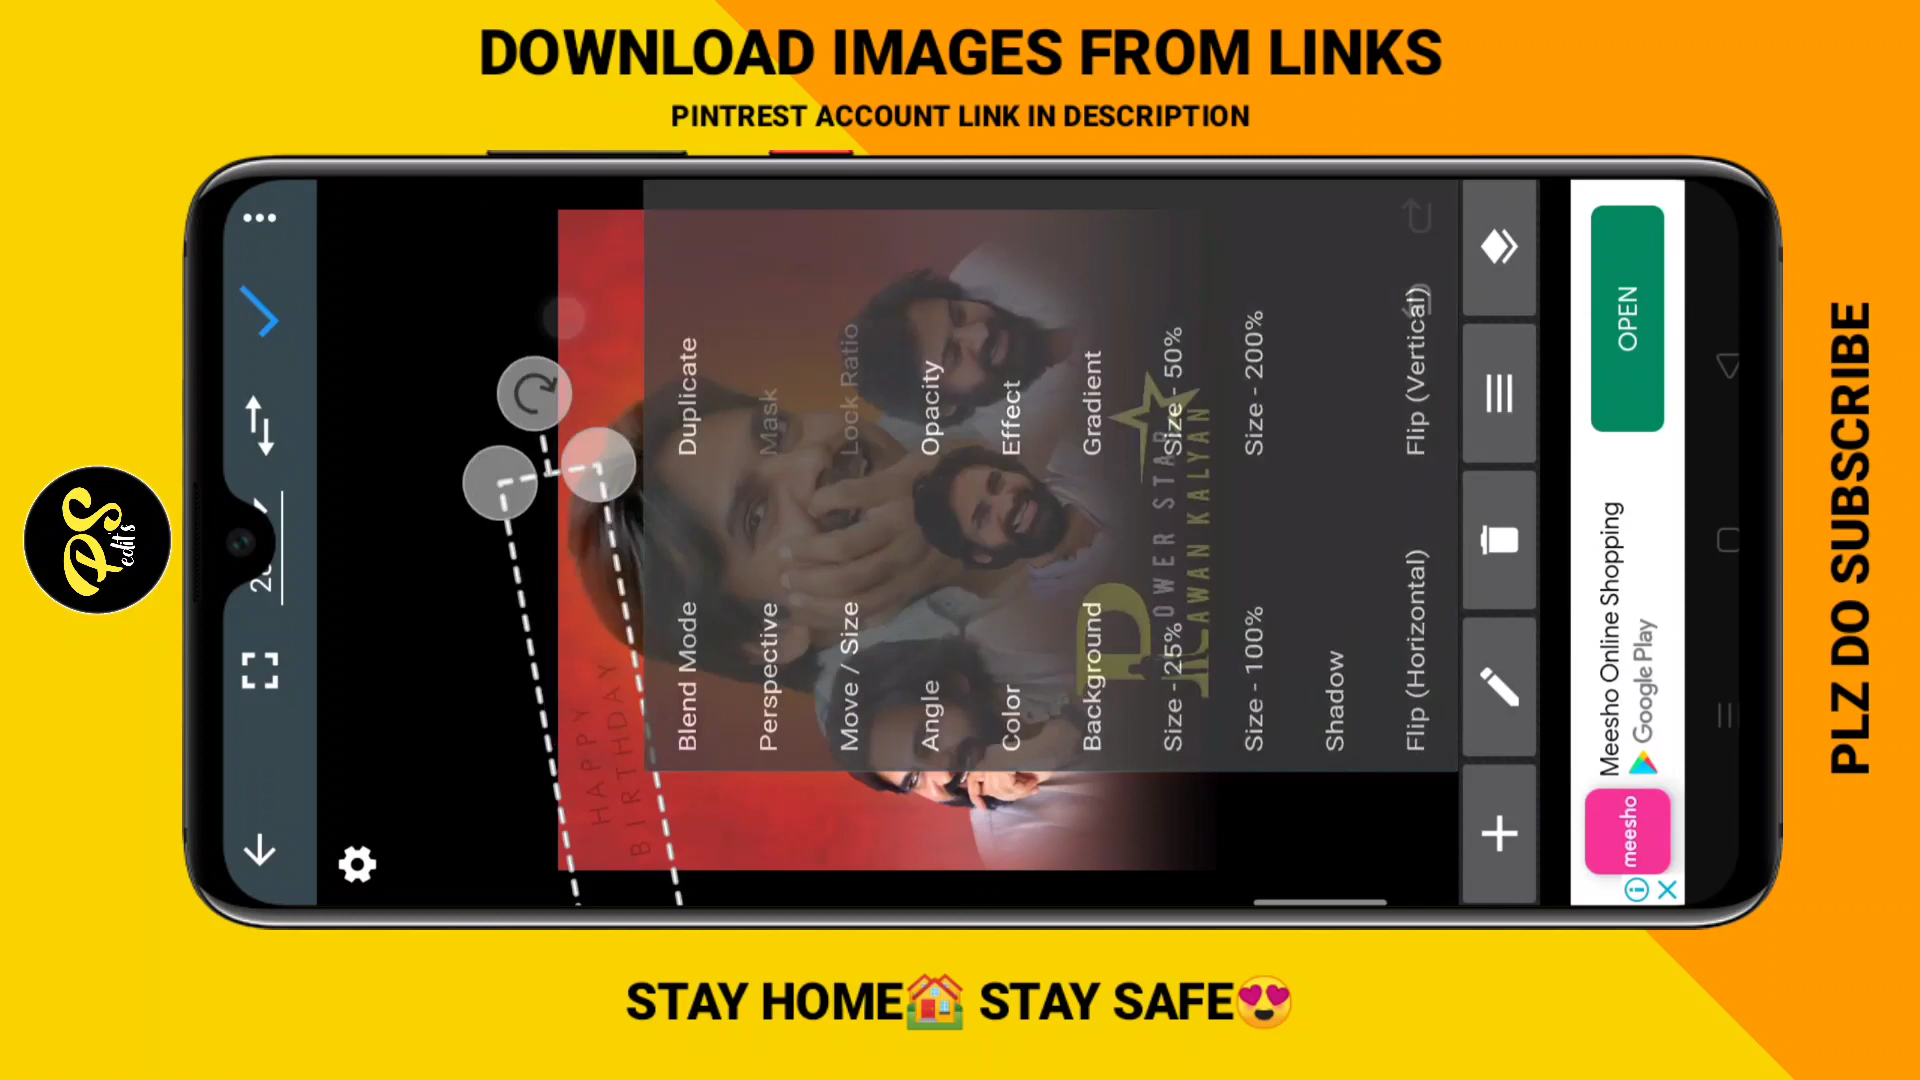 DOWNLOAD IMAGES FROM LINKS
PINTREST ACCOUNT LINK IN DESCRIPTION
PS
edit's
HAPPY
BIRTHDAY
Blend Mode
Duplicate
Perspective
Mask
Move / Size
Lock Ratio
Angle
Opacity
Color
Effect
Background
Gradient
Size - 25%
Size - 50%
Size - 100%
Size - 200%
Shadow
Flip (Horizontal)
Flip (Vertical)
POWER STAR
PAWAN KALYAN
meesho
Meesho Online Shopping
Google Play
OPEN
PLZ DO SUBSCRIBE
STAY HOME🏠 STAY SAFE😍